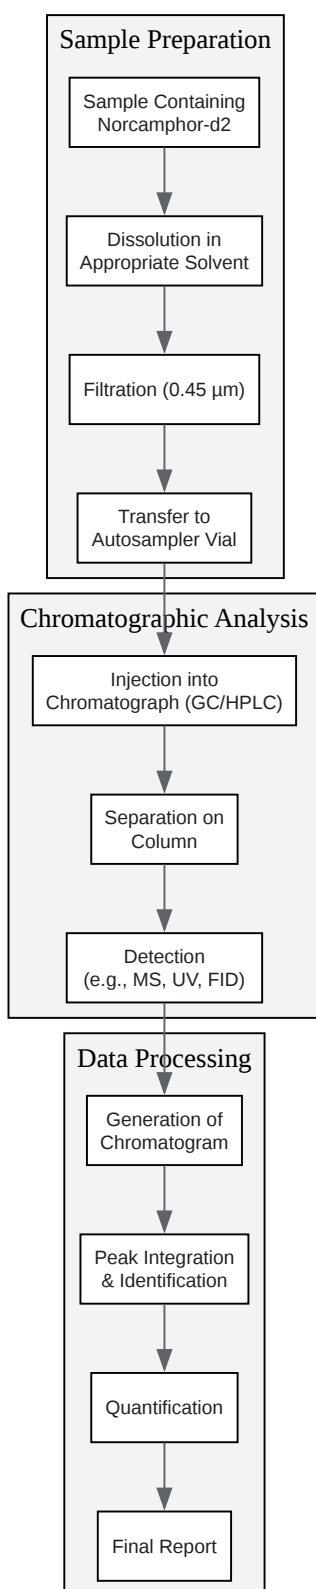 Sample Preparation
Sample Containing
Norcamphor-d2
Dissolution in
Appropriate Solvent
Filtration (0.45 µm)
Transfer to
Autosampler Vial
Chromatographic Analysis
Injection into
Chromatograph (GC/HPLC)
Separation on
Column
Detection
(e.g., MS, UV, FID)
Data Processing
Generation of
Chromatogram
Peak Integration
& Identification
Quantification
Final Report